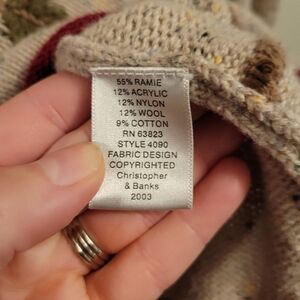 55% RAMIE
12% ACRYLIC
12% NYLON
12% WOOL
9% COTTON
RN 63823
STYLE 4090
FABRIC DESIGN
COPYRIGHTED
Christopher
& Banks
2003